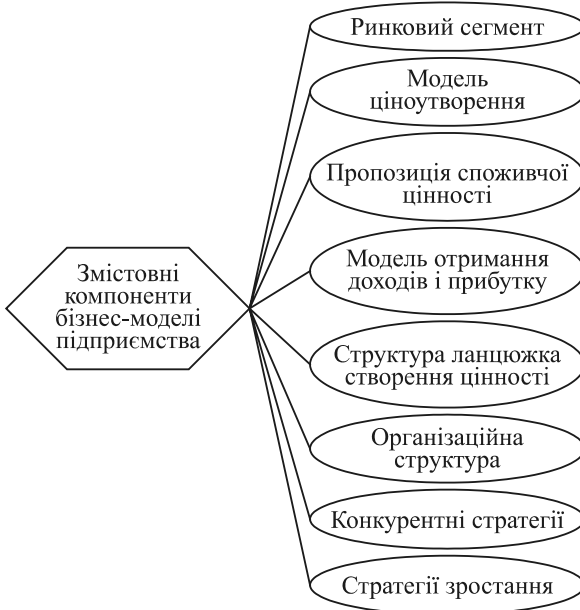 Ринковий сегмент
Модель
ціноутворення
Пропозиція споживчої
цінності
Модель отримання
доходів і прибутку
Змістовні
компоненти
бізнес-моделі
підприємства
Структура ланцюжка
створення цінності
Організаційна
структура
Конкурентні стратегії
Стратегії зростання